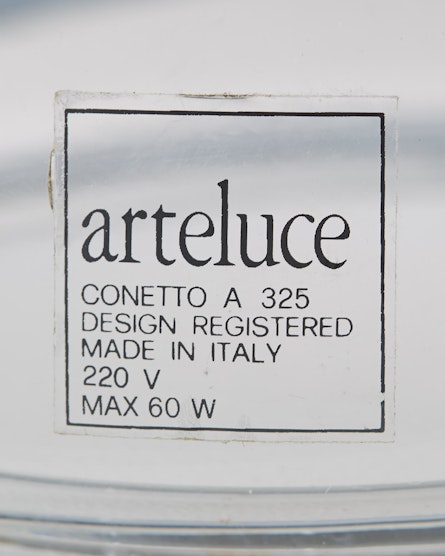 arteluce
CONETTO A 325
DESIGN REGISTERED
MADE IN ITALY
220 V
MAX 60 W